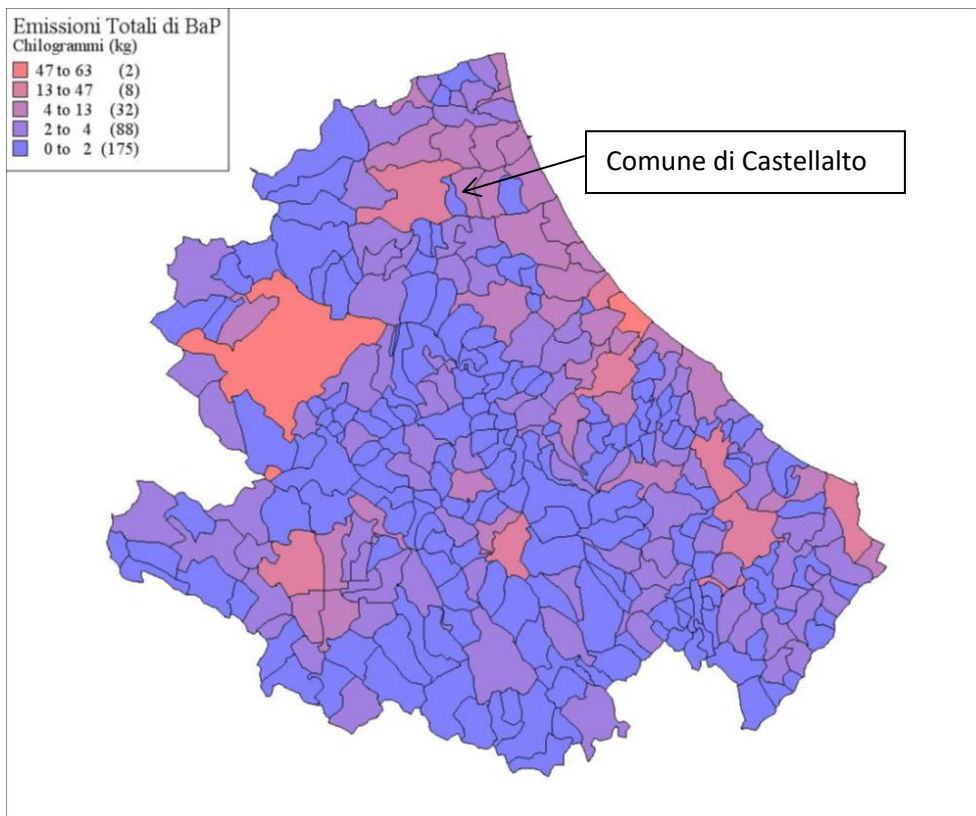 Emissioni Totali di BaP
Chilogrammi (kg)
47 to 63 (2)
13 to 47 (8)
4 to 13 (32)
2 to 4 (88)
0 to 2 (175)
Comune di Castellalto